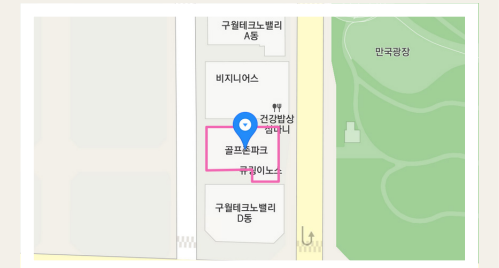 구월테크노밸리
A동
만국광장
비지니어스
건강밥상
심마니
골프존파크
큐링이노스
구월테크노밸리
D동